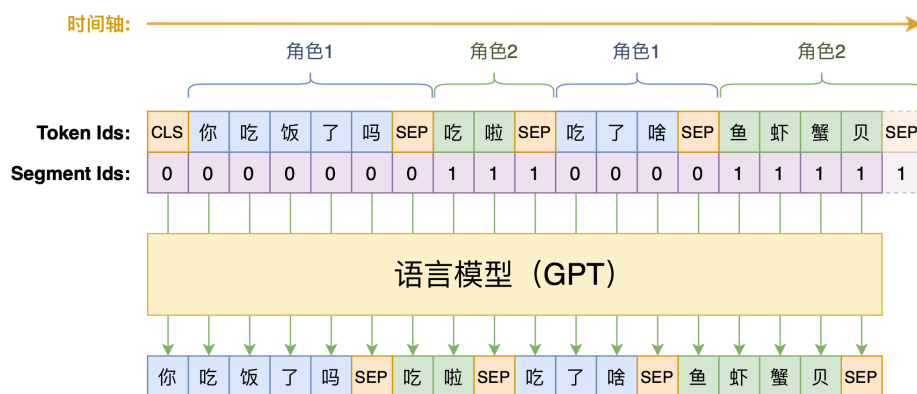 时间轴:
角色1 角色2 角色1 角色2
Token Ids: CLS 你 吃 饭 了 吗 SEP 吃 啦 SEP 吃 了 啥 SEP 鱼 虾 蟹 贝 SEP
Segment Ids: 0 0 0 0 0 0 0 1 1 1 0 0 0 0 1 1 1 1 1
语言模型（GPT）
你 吃 饭 了 吗 SEP 吃 啦 SEP 吃 了 啥 SEP 鱼 虾 蟹 贝 SEP